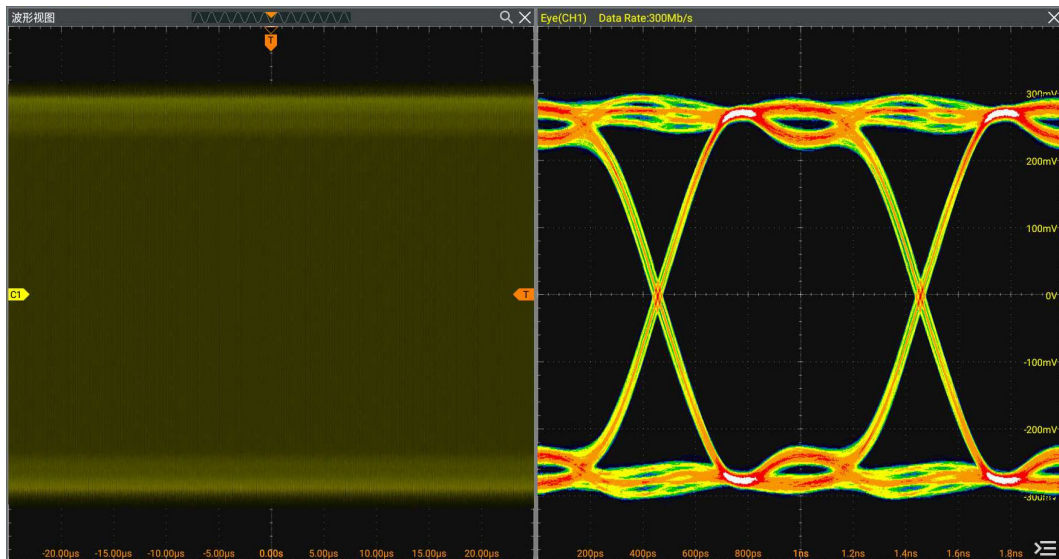 波形视图
T
C1
T
-20.00µs -15.00µs -10.00µs -5.00µs 0.00s 5.00µs 10.00µs 15.00µs 20.00µs
Eye(CH1) Data Rate:300Mb/s
300mV
200mV
100mV
0V
-100mV
-200mV
-300mV
200ps 400ps 600ps 800ps 1ns 1.2ns 1.4ns 1.6ns 1.8ns